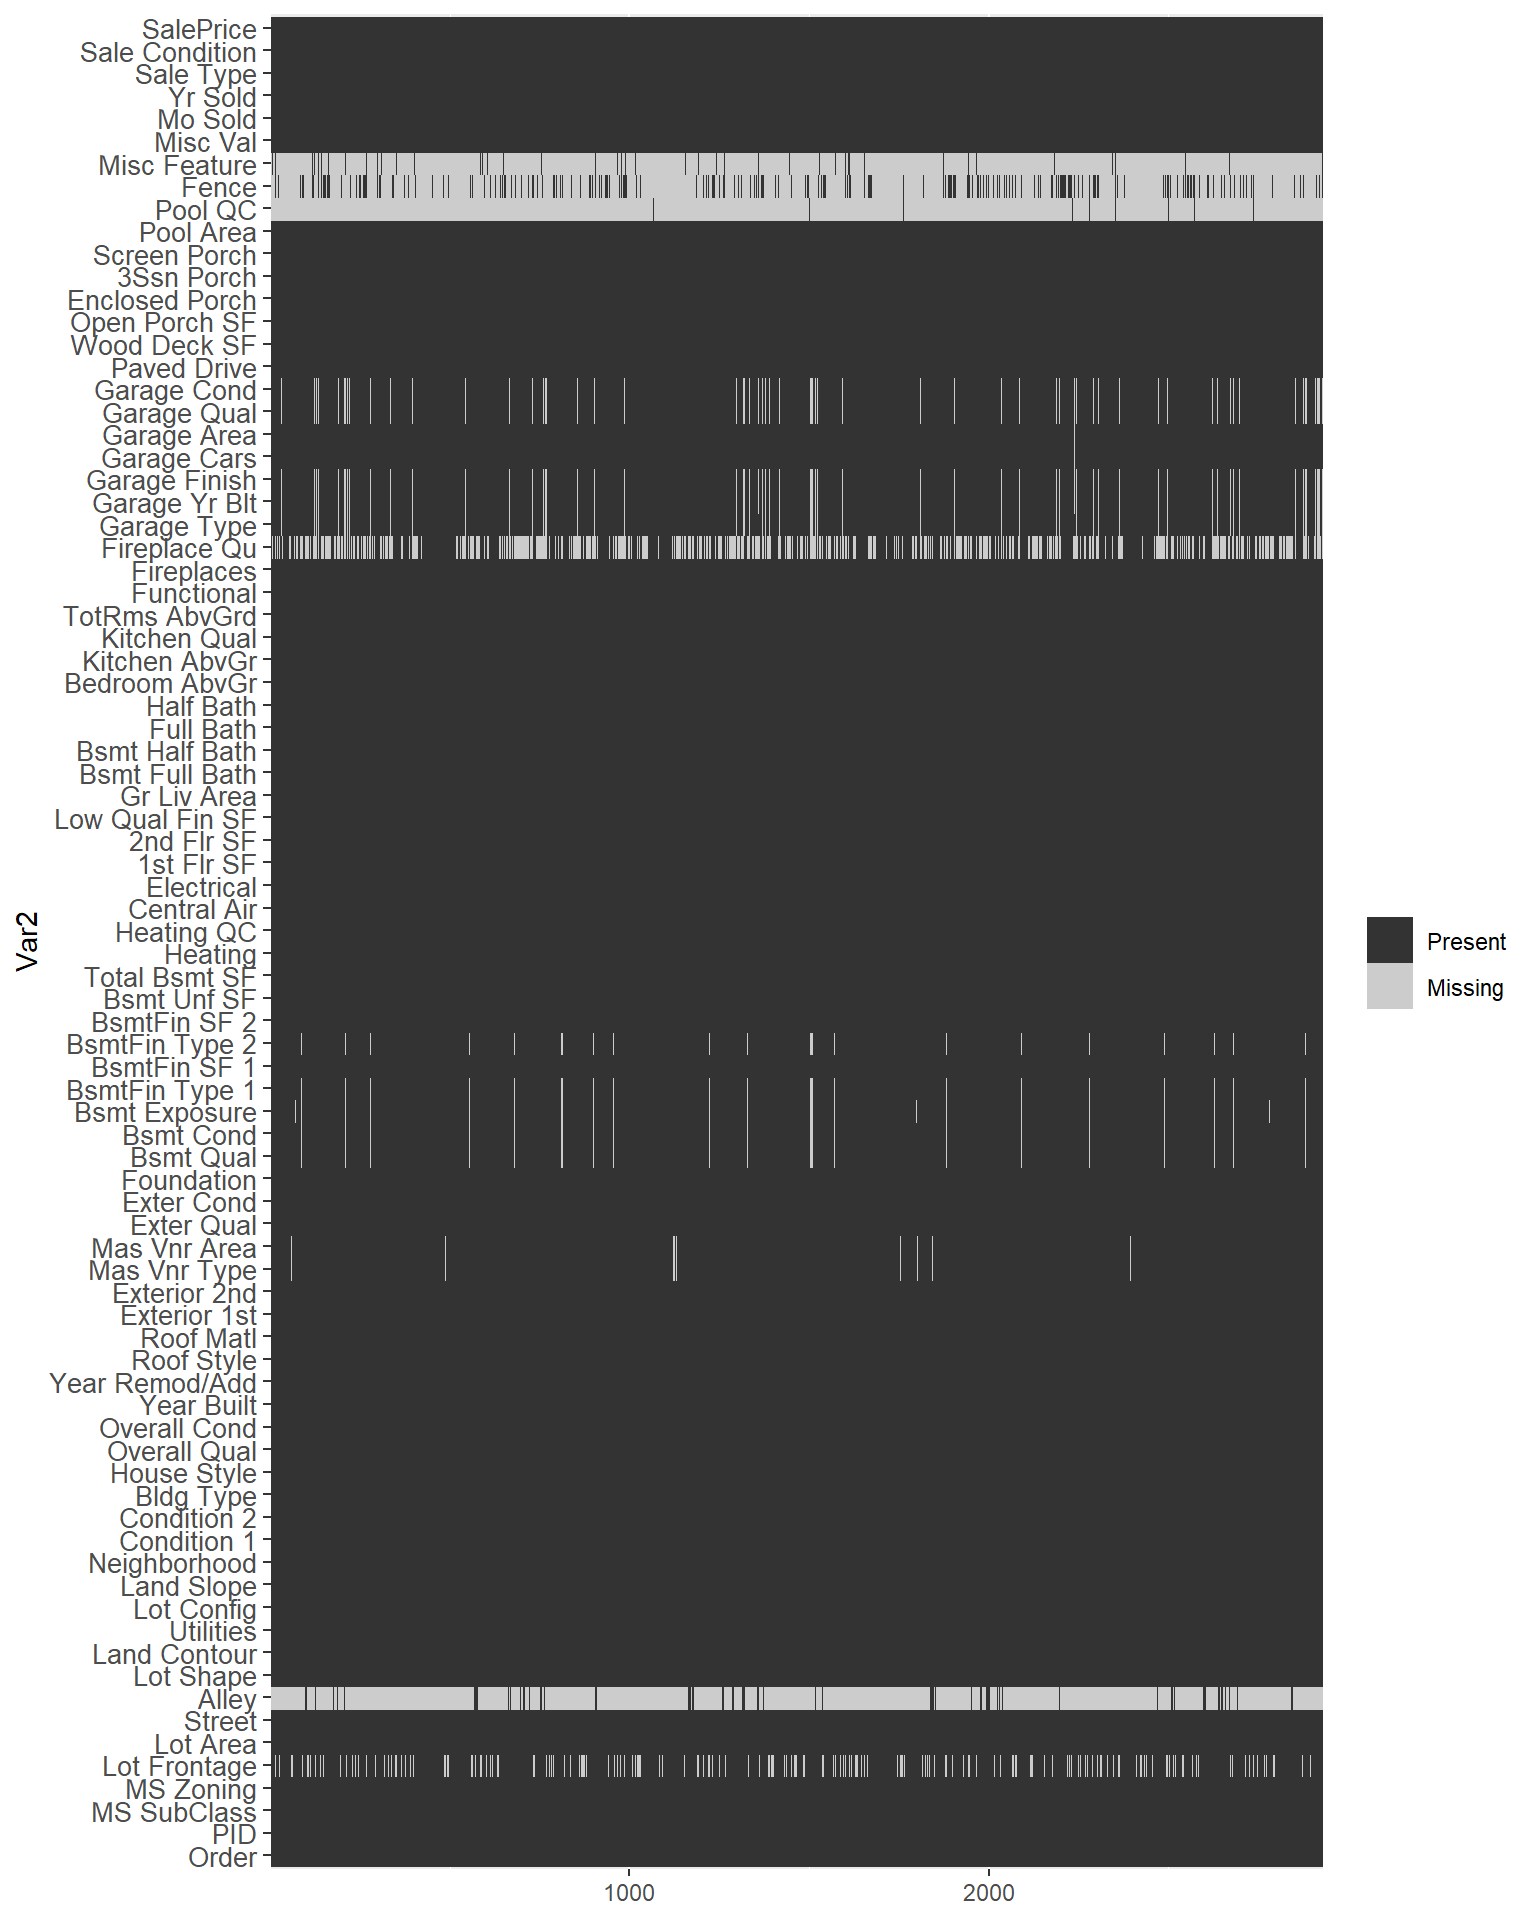 SalePrice
Sale Condition
Sale Type
Yr Sold
Mo Sold
Misc Val
Misc Feature
Fence
Pool QC
Pool Area
Screen Porch
3Ssn Porch
Enclosed Porch
Open Porch SF
Wood Deck SF
Paved Drive
Garage Cond
Garage Qual
Garage Area
Garage Cars
Garage Finish
Garage Yr Blt
Garage Type
Fireplace Qu
Fireplaces
Functional
TotRms AbvGrd
Kitchen Qual
Kitchen AbvGr
Bedroom AbvGr
Half Bath
Full Bath
Bsmt Half Bath
Bsmt Full Bath
Gr Liv Area
Low Qual Fin SF
2nd Flr SF
1st Flr SF
Electrical
Central Air
Heating QC
Heating
Total Bsmt SF
Bsmt Unf SF
BsmtFin SF 2
BsmtFin Type 2
BsmtFin SF 1
BsmtFin Type 1
Bsmt Exposure
Bsmt Cond
Bsmt Qual
Foundation
Exter Cond
Exter Qual
Mas Vnr Area
Mas Vnr Type
Exterior 2nd
Exterior 1st
Roof Matl
Roof Style
Year Remod/Add
Year Built
Overall Cond
Overall Qual
House Style
Bldg Type
Condition 2
Condition 1
Neighborhood
Land Slope
Lot Config
Utilities
Land Contour
Lot Shape
Alley
Street
Lot Area
Lot Frontage
MS Zoning
MS SubClass
PID
Order
Var2
1000
2000
Present
Missing